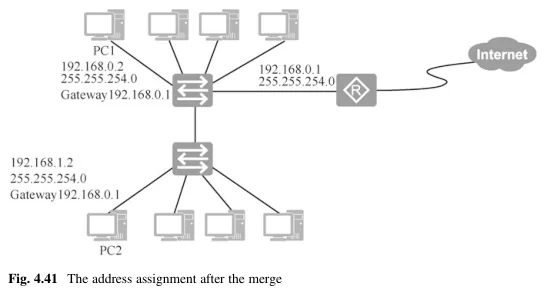 PC1
192.168.0.2
255.255.254.0
Gateway192.168.0.1
192.168.0.1
255.255.254.0
R
Internet
192.168.1.2
255.255.254.0
Gateway192.168.0.1
PC2
Fig. 4.41 The address assignment after the merge